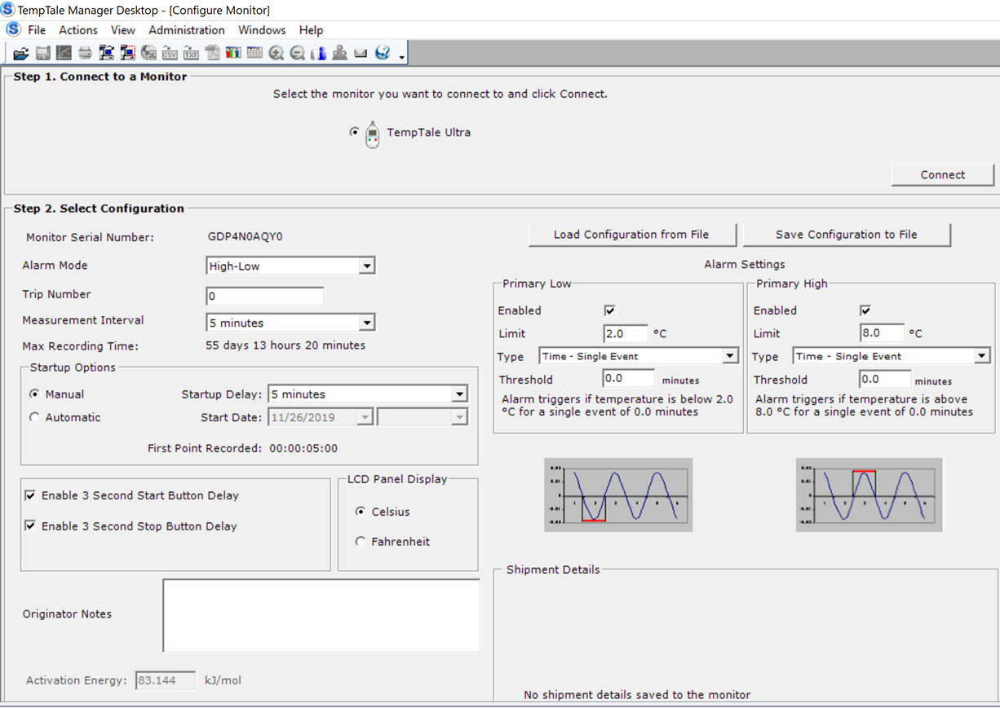 TempTale Manager Desktop - [Configure Monitor]
File Actions View Administration Windows Help
CSV TXT
Step 1. Connect to a Monitor
Select the monitor you want to connect to and click Connect.
TempTale Ultra
Connect
Step 2. Select Configuration
Monitor Serial Number: GDP4N0AQY0
Alarm Mode High-Low
Trip Number 0
Measurement Interval 5 minutes
Max Recording Time: 55 days 13 hours 20 minutes
Startup Options
Manual Startup Delay: 5 minutes
Automatic Start Date: 11/26/2019
First Point Recorded: 00:00:05:00
Enable 3 Second Start Button Delay
Enable 3 Second Stop Button Delay
LCD Panel Display
Celsius
Fahrenheit
Originator Notes
Activation Energy: 83.144 kJ/mol
Load Configuration from File Save Configuration to File
Alarm Settings
Primary Low
Enabled
Limit 2.0 °C
Type Time - Single Event
Threshold 0.0 minutes
Alarm triggers if temperature is below 2.0
°C for a single event of 0.0 minutes
Primary High
Enabled
Limit 8.0 °C
Type Time - Single Event
Threshold 0.0 minutes
Alarm triggers if temperature is above
8.0 °C for a single event of 0.0 minutes
Shipment Details
No shipment details saved to the monitor